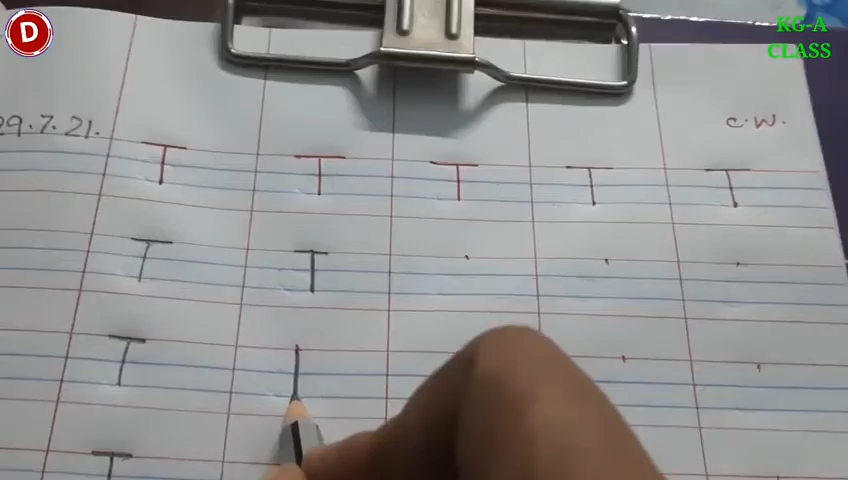 D
KG-A
CLASS
29.7.21.
C.W.
T T T T T
T T
T
T